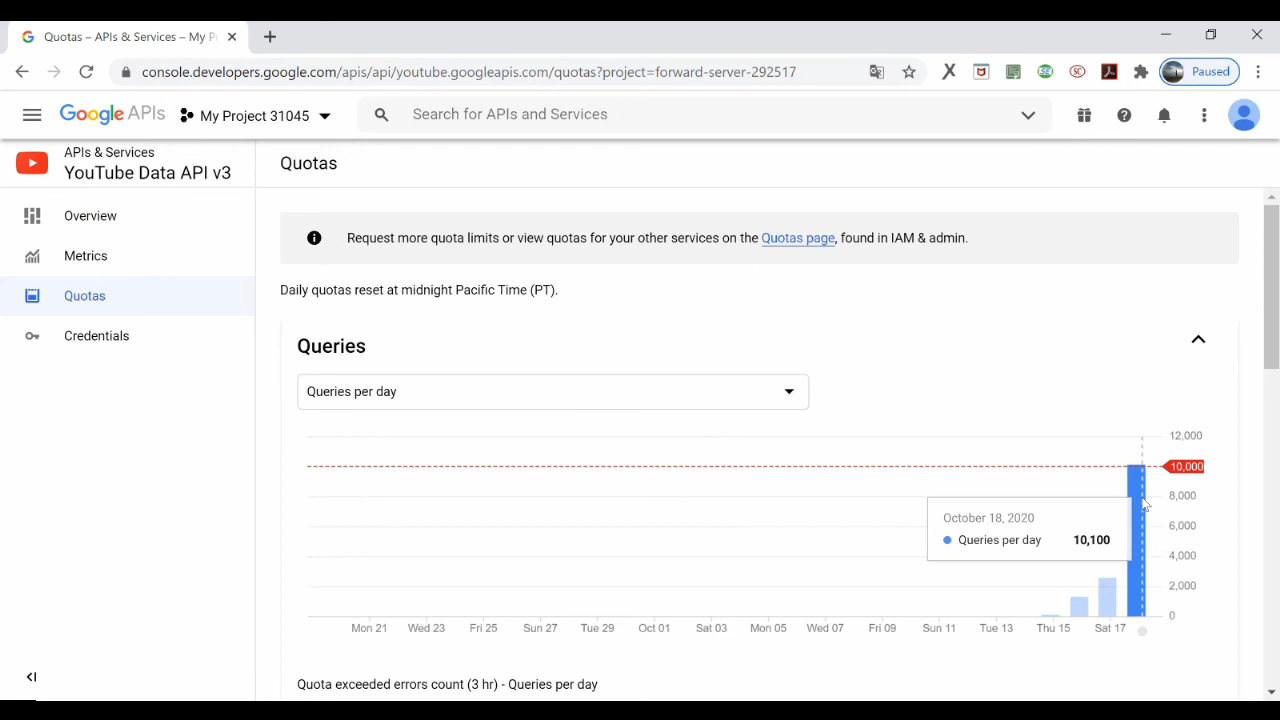 Quotas – APIs & Services – My P
console.developers.google.com/apis/api/youtube.googleapis.com/quotas?project=forward-server-292517
Paused
Google APIs
My Project 31045
Search for APIs and Services
APIs & Services
YouTube Data API v3
Overview
Metrics
Quotas
Credentials
Quotas
Request more quota limits or view quotas for your other services on the Quotas page, found in IAM & admin.
Daily quotas reset at midnight Pacific Time (PT).
Queries
Queries per day
12,000
10,000
8,000
6,000
4,000
2,000
0
October 18, 2020
Queries per day 10,100
Mon 21 Wed 23 Fri 25 Sun 27 Tue 29 Oct 01 Sat 03 Mon 05 Wed 07 Fri 09 Sun 11 Tue 13 Thu 15 Sat 17
Quota exceeded errors count (3 hr) - Queries per day